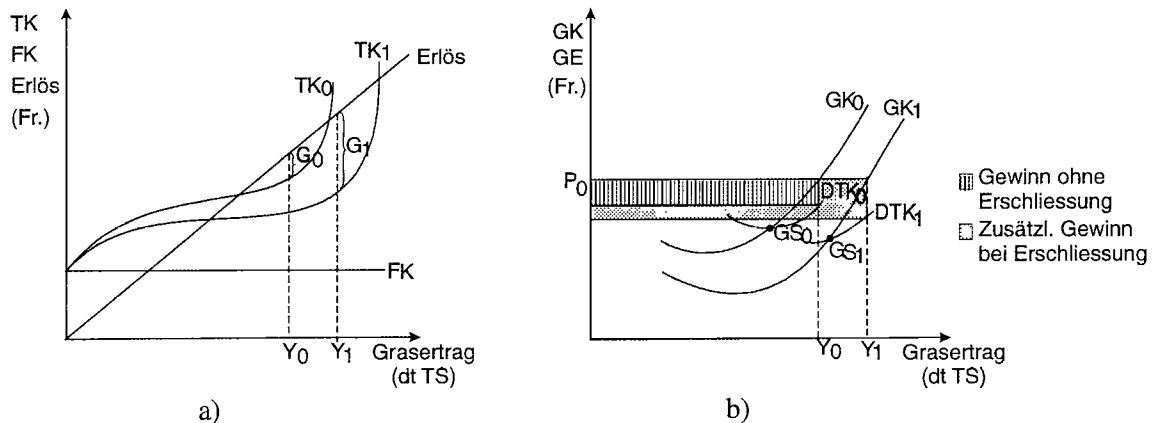 TK
FK
Erlös
(Fr.)
TK1
Erlös
TK0
G0
G1
FK
Y0
Y1
Grasertrag
(dt TS)
a)
GK
GE
(Fr.)
GK0
GK1
P0
DTK0
DTK1
GS0
GS1
Y0
Y1
Grasertrag
(dt TS)
Gewinn ohne
Erschliessung
Zusätzl. Gewinn
bei Erschliessung
b)